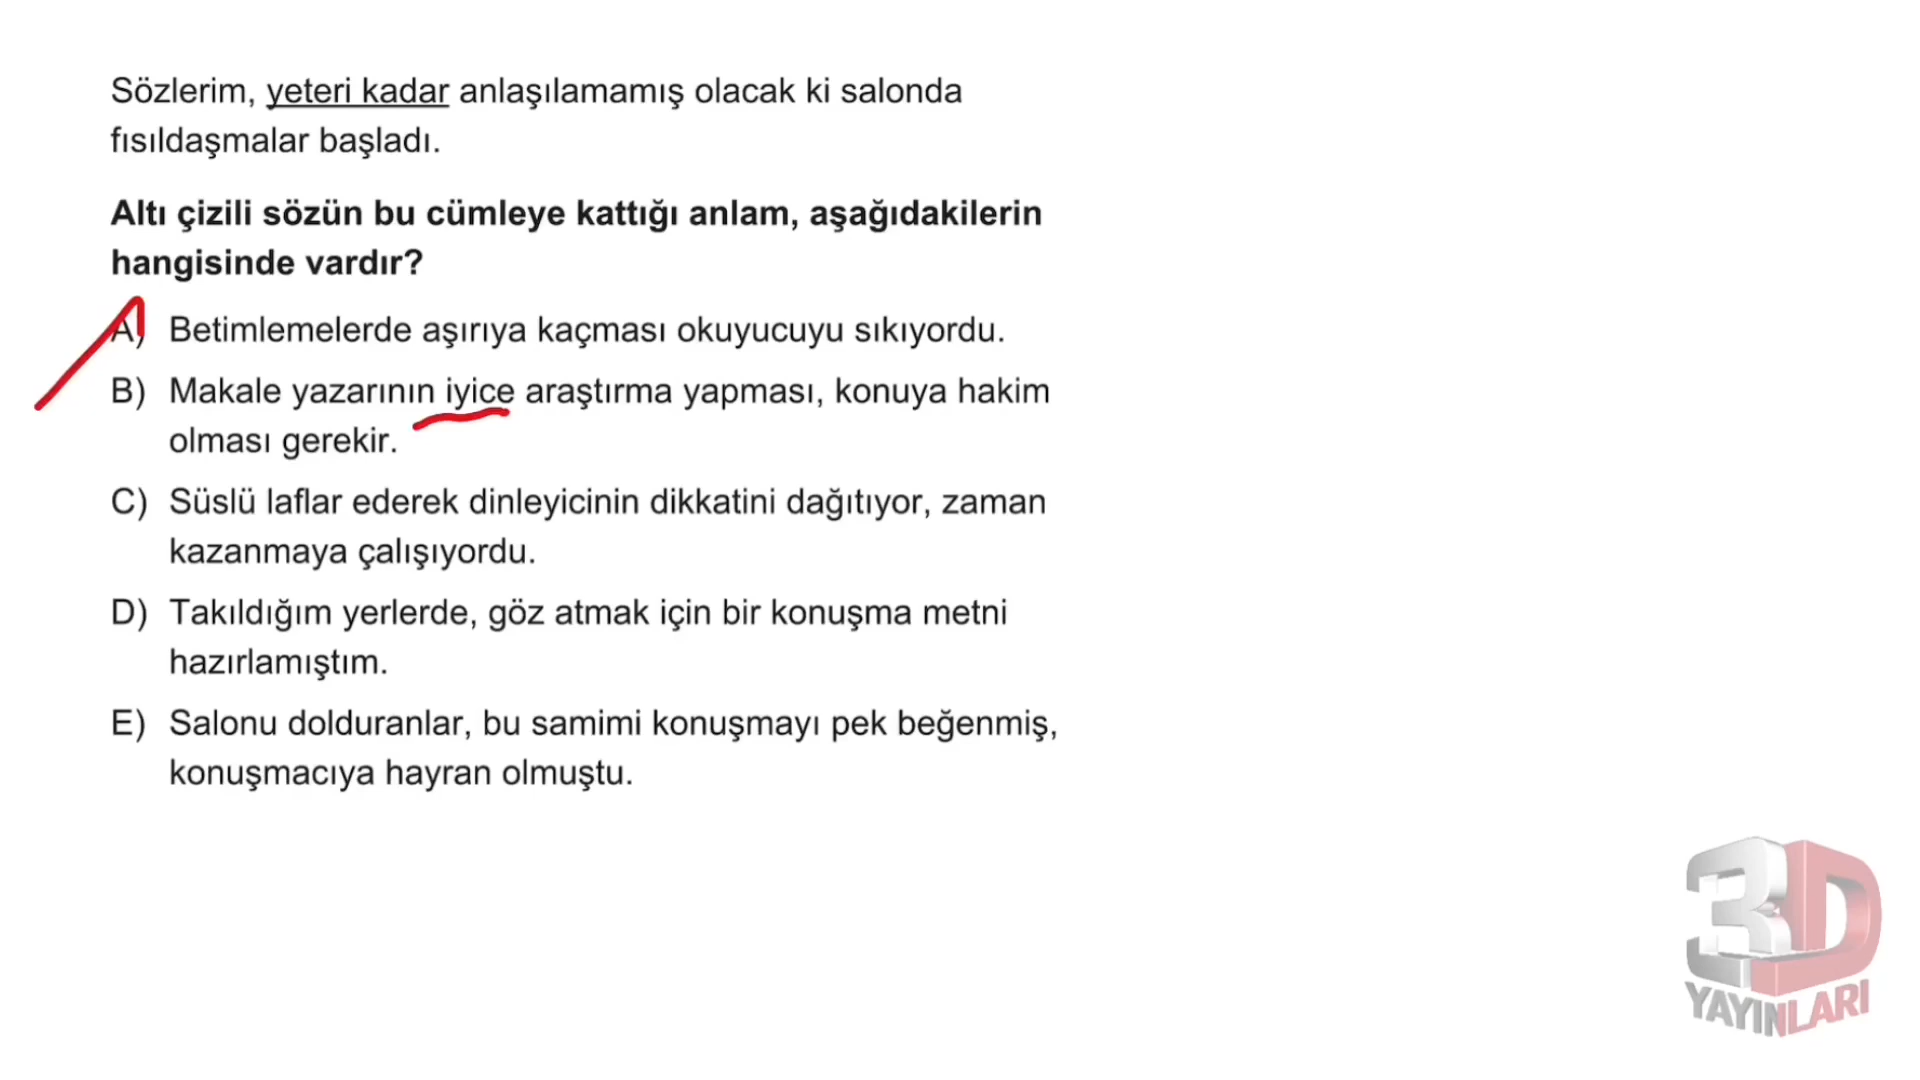 Sözlerim, yeteri kadar anlaşılamamış olacak ki salonda
fısıldaşmalar başladı.
Altı çizili sözün bu cümleye kattığı anlam, aşağıdakilerin
hangisinde vardır?
A) Betimlemelerde aşırıya kaçması okuyucuyu sıkıyordu.
B) Makale yazarının iyice araştırma yapması, konuya hakim
olması gerekir.
C) Süslü laflar ederek dinleyicinin dikkatini dağıtıyor, zaman
kazanmaya çalışıyordu.
D) Takıldığım yerlerde, göz atmak için bir konuşma metni
hazırlamıştım.
E) Salonu dolduranlar, bu samimi konuşmayı pek beğenmiş,
konuşmacıya hayran olmuştu.
3D
YAYINLARI